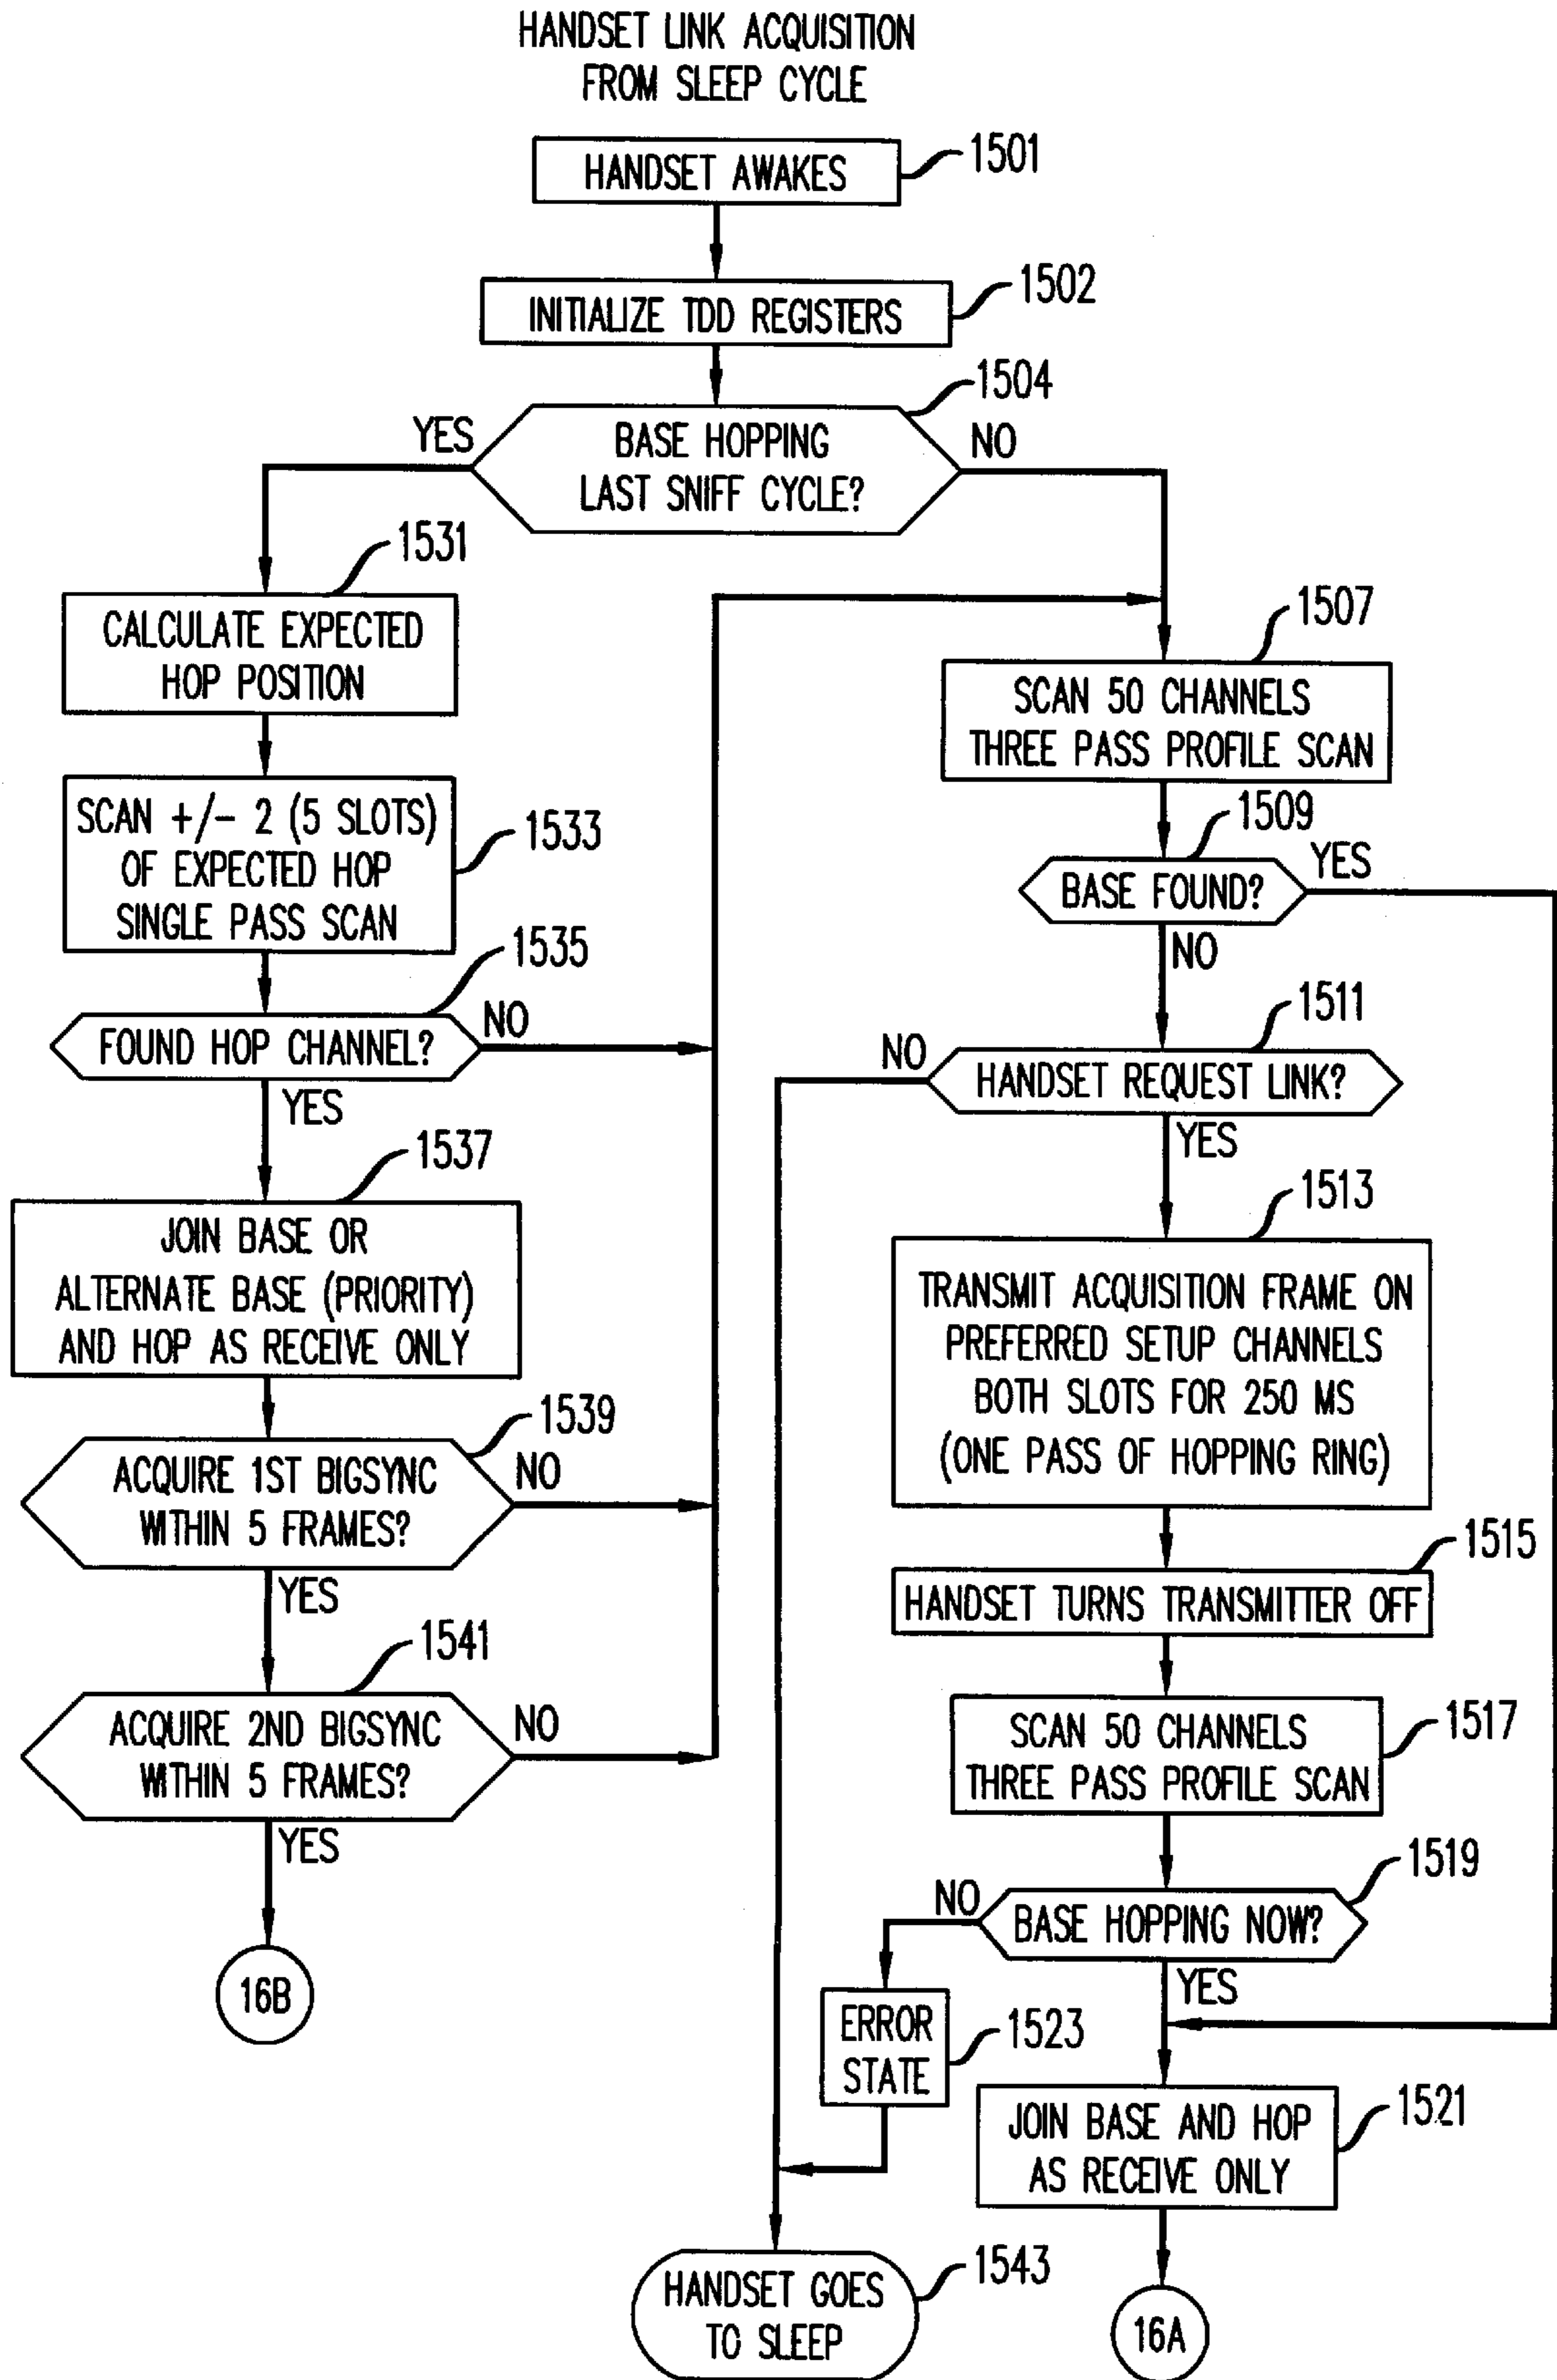 HANDSET LINK ACQUISITION
FROM SLEEP CYCLE
HANDSET AWAKES
1501
INITIALIZE TDD REGISTERS
1502
1504
YES
BASE HOPPING
LAST SNIFF CYCLE?
NO
1531
CALCULATE EXPECTED
HOP POSITION
SCAN +/- 2 (5 SLOTS)
OF EXPECTED HOP
SINGLE PASS SCAN
1533
1535
FOUND HOP CHANNEL?
NO
YES
1537
JOIN BASE OR
ALTERNATE BASE (PRIORITY)
AND HOP AS RECEIVE ONLY
1539
ACQUIRE 1ST BIGSYNC
WITHIN 5 FRAMES?
NO
YES
1541
ACQUIRE 2ND BIGSYNC
WITHIN 5 FRAMES?
NO
YES
16B
1507
SCAN 50 CHANNELS
THREE PASS PROFILE SCAN
1509
BASE FOUND?
YES
NO
1511
NO
HANDSET REQUEST LINK?
YES
1513
TRANSMIT ACQUISITION FRAME ON
PREFERRED SETUP CHANNELS
BOTH SLOTS FOR 250 MS
(ONE PASS OF HOPPING RING)
1515
HANDSET TURNS TRANSMITTER OFF
SCAN 50 CHANNELS
THREE PASS PROFILE SCAN
1517
1519
NO
BASE HOPPING NOW?
YES
ERROR
STATE
1523
JOIN BASE AND HOP
AS RECEIVE ONLY
1521
HANDSET GOES
TO SLEEP
1543
16A